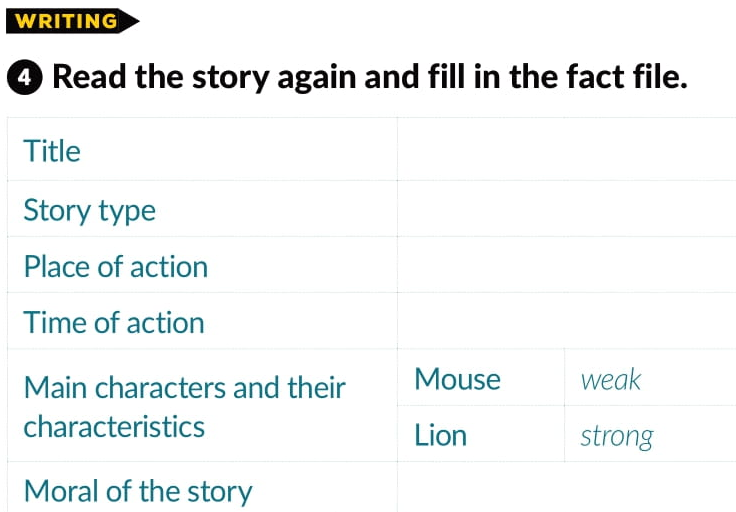 WRITING
4 Read the story again and fill in the fact file.
Title
Story type
Place of action
Time of action
Main characters and their
characteristics
Mouse weak
Lion strong
Moral of the story